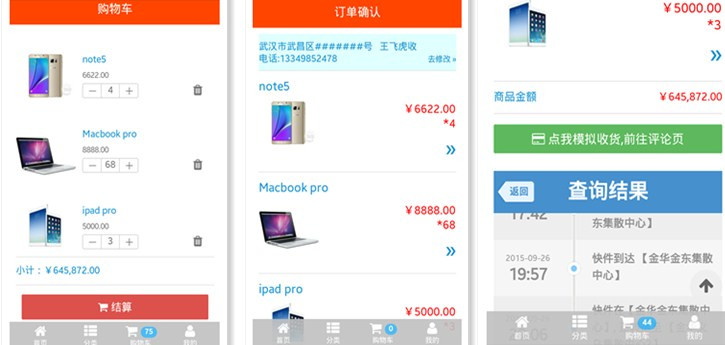 购物车
note5
6622.00
4
Macbook pro
8888.00
68
ipad pro
5000.00
3
小计：￥645,872.00
结算
首页
分类
购物车
75
我的
订单确认
武汉市武昌区#######号 王飞虎收
电话:13349852478
去修改 »
note5
￥6622.00
*4
»
Macbook pro
￥8888.00
*68
»
ipad pro
￥5000.00
*3
首页
分类
购物车
0
我的
￥5000.00
*3
»
商品金额
￥645,872.00
点我模拟收货,前往评论页
返回
查询结果
17:42
东集散中心】
2015-09-26
19:57
快件到达 【金华金东集散
中心】
快件在【金华金东集散
首页
分类
购物车
44
我的